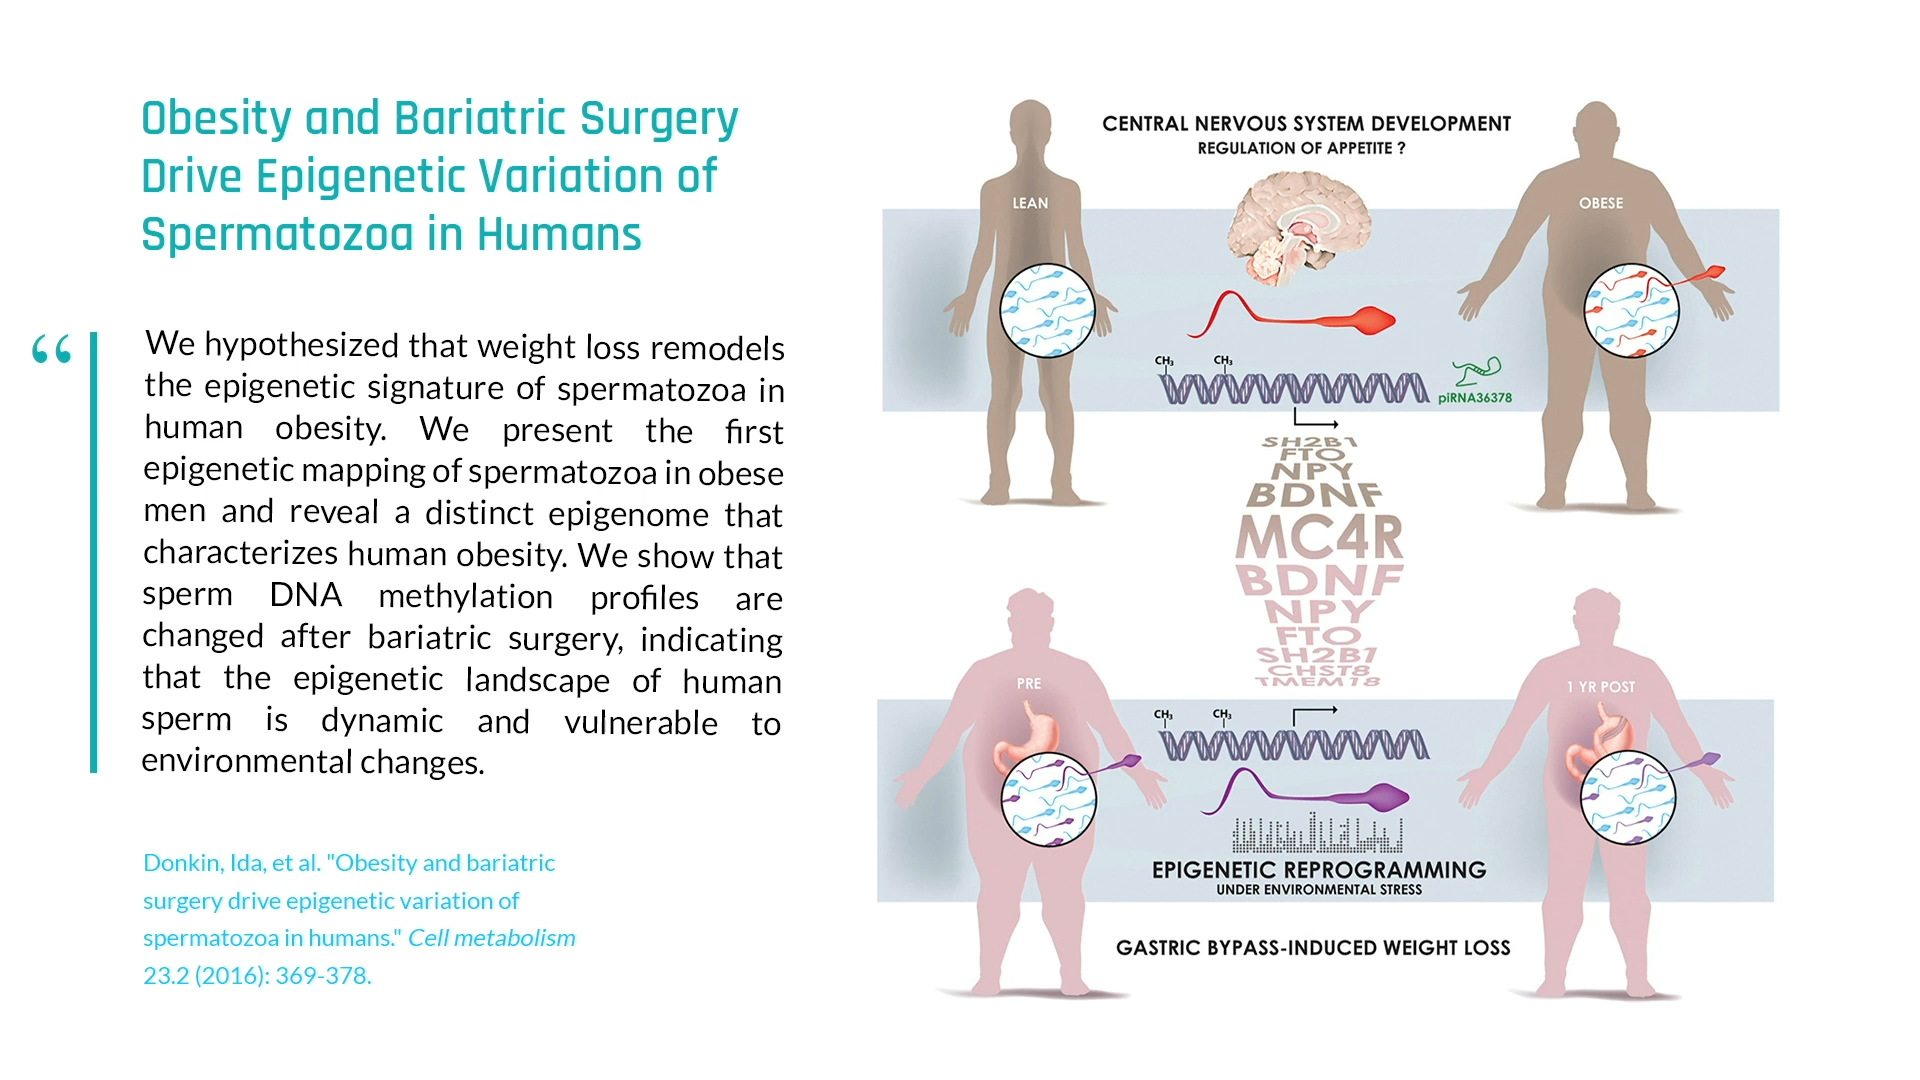 Obesity and Bariatric Surgery
Drive Epigenetic Variation of
Spermatozoa in Humans
“
We hypothesized that weight loss remodels
the epigenetic signature of spermatozoa in
human obesity. We present the first
epigenetic mapping of spermatozoa in obese
men and reveal a distinct epigenome that
characterizes human obesity. We show that
sperm DNA methylation profiles are
changed after bariatric surgery, indicating
that the epigenetic landscape of human
sperm is dynamic and vulnerable to
environmental changes.
Donkin, Ida, et al. "Obesity and bariatric
surgery drive epigenetic variation of
spermatozoa in humans." Cell metabolism
23.2 (2016): 369-378.
CENTRAL NERVOUS SYSTEM DEVELOPMENT
REGULATION OF APPETITE ?
LEAN
OBESE
CH₃ CH₃
piRNA36378
SH2B1
FTO
NPY
BDNF
MC4R
BDNF
NPY
FTO
SH2B1
CHST8
TMEM18
PRE
1 YR POST
CH₃ CH₃
EPIGENETIC REPROGRAMMING
UNDER ENVIRONMENTAL STRESS
GASTRIC BYPASS-INDUCED WEIGHT LOSS